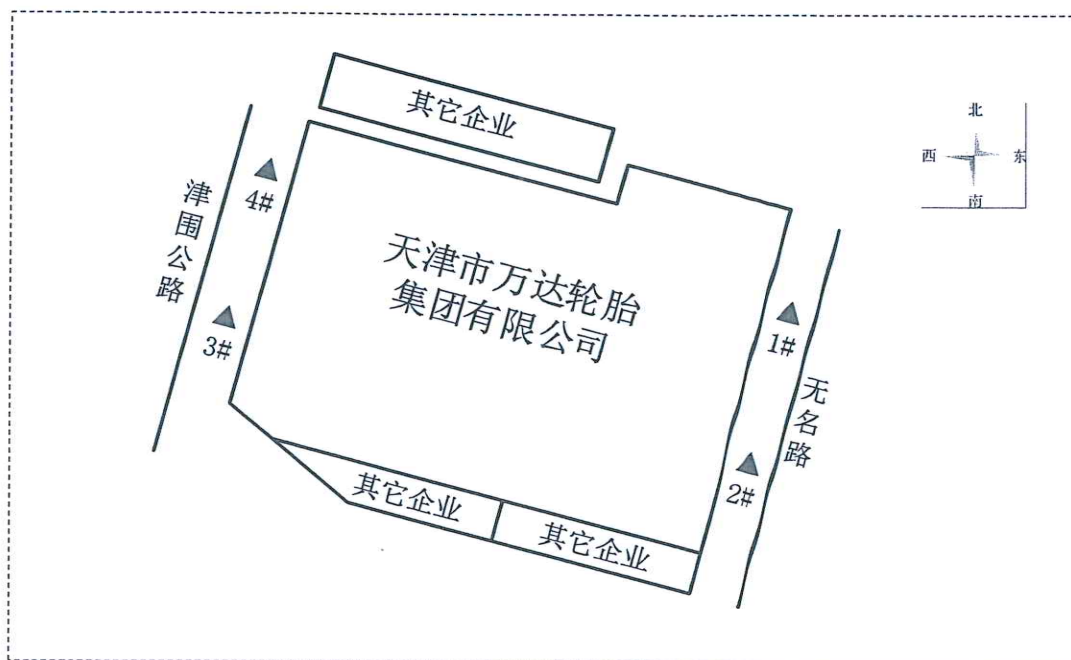 其它企业
北
西 东
南
津围公路
4#
天津市万达轮胎
集团有限公司
3#
1#
无名路
2#
其它企业
其它企业